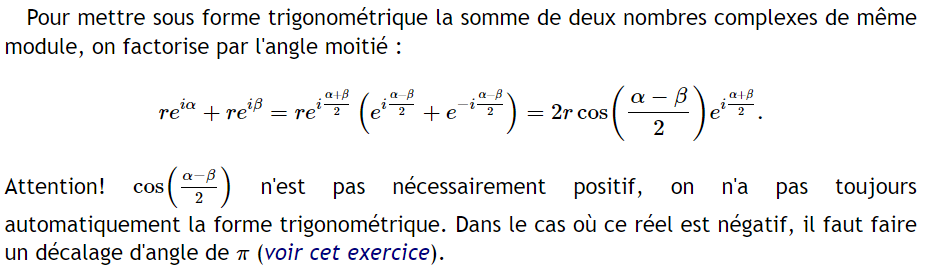 Pour mettre sous forme trigonométrique la somme de deux nombres complexes de même
module, on factorise par l'angle moitié :
$re^{i\alpha} + re^{i\beta} = re^{i\frac{\alpha+\beta}{2}} \left( e^{i\frac{\alpha-\beta}{2}} + e^{-i\frac{\alpha-\beta}{2}} \right) = 2r\cos\left( \frac{\alpha-\beta}{2} \right) e^{i\frac{\alpha+\beta}{2}}.$
Attention! $\cos\left( \frac{\alpha-\beta}{2} \right)$ n'est pas nécessairement positif, on n'a pas toujours
automatiquement la forme trigonométrique. Dans le cas où ce réel est négatif, il faut faire
un décalage d'angle de $\pi$ (voir cet exercice).